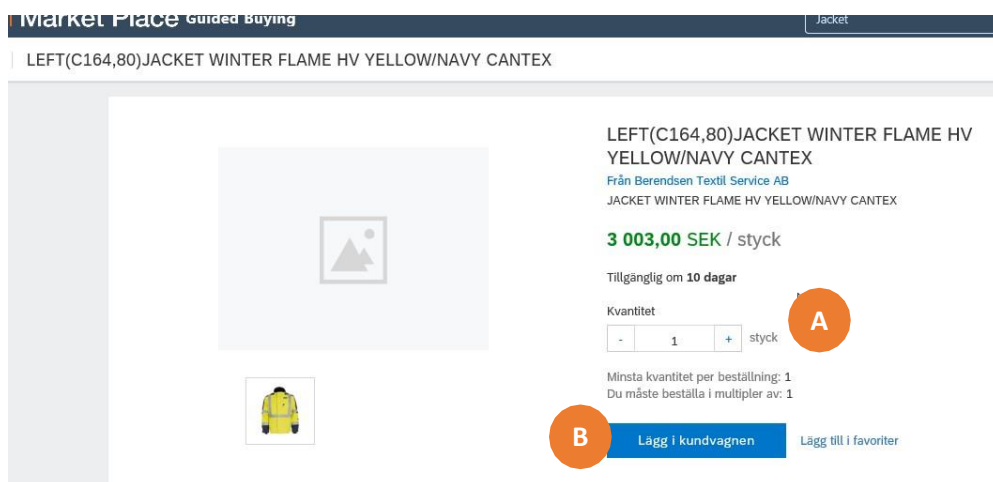 Market Place Guided Buying
Jacket
LEFT(C164,80)JACKET WINTER FLAME HV YELLOW/NAVY CANTEX
LEFT(C164,80)JACKET WINTER FLAME HV
YELLOW/NAVY CANTEX
Från Berendsen Textil Service AB
JACKET WINTER FLAME HV YELLOW/NAVY CANTEX
3 003,00 SEK / styck
Tillgänglig om 10 dagar
Kvantitet
A
- 1 + styck
Minsta kvantitet per beställning: 1
Du måste beställa i multipler av: 1
B
Lägg i kundvagnen Lägg till i favoriter